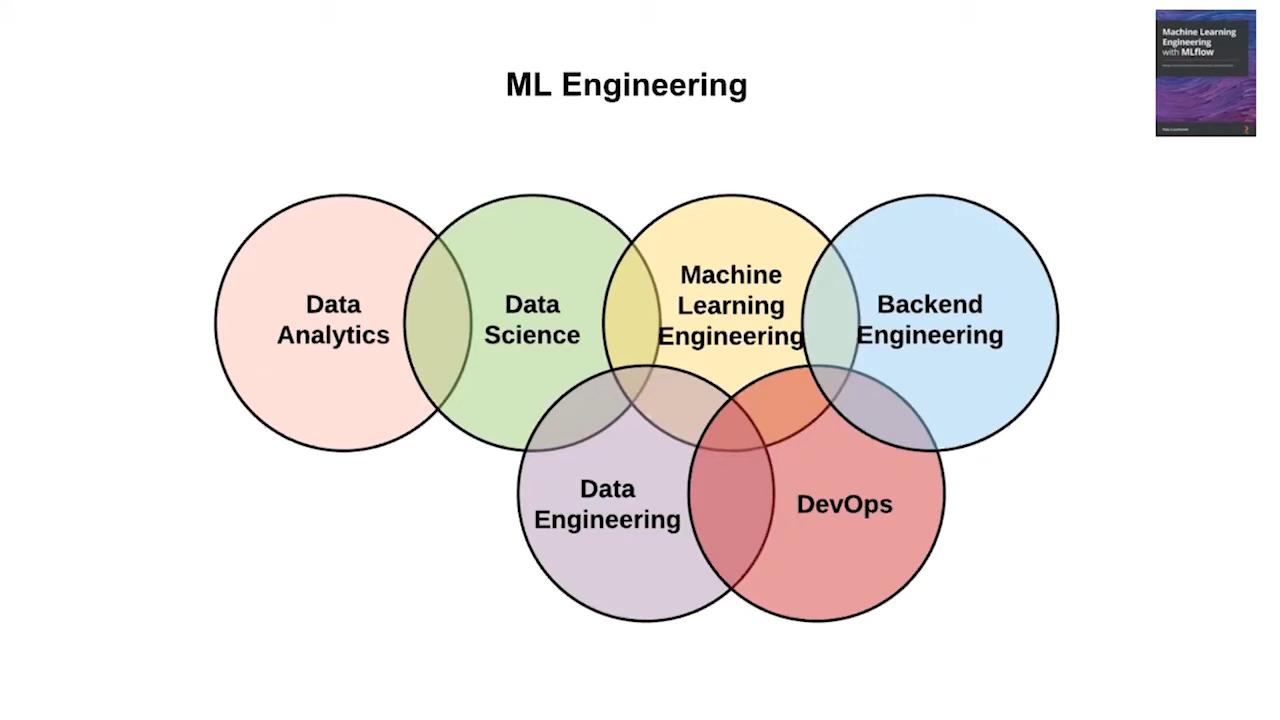 Machine Learning
Engineering
with MLflow
ML Engineering
Data
Analytics
Data
Science
Machine
Learning
Engineering
Backend
Engineering
Data
Engineering
DevOps